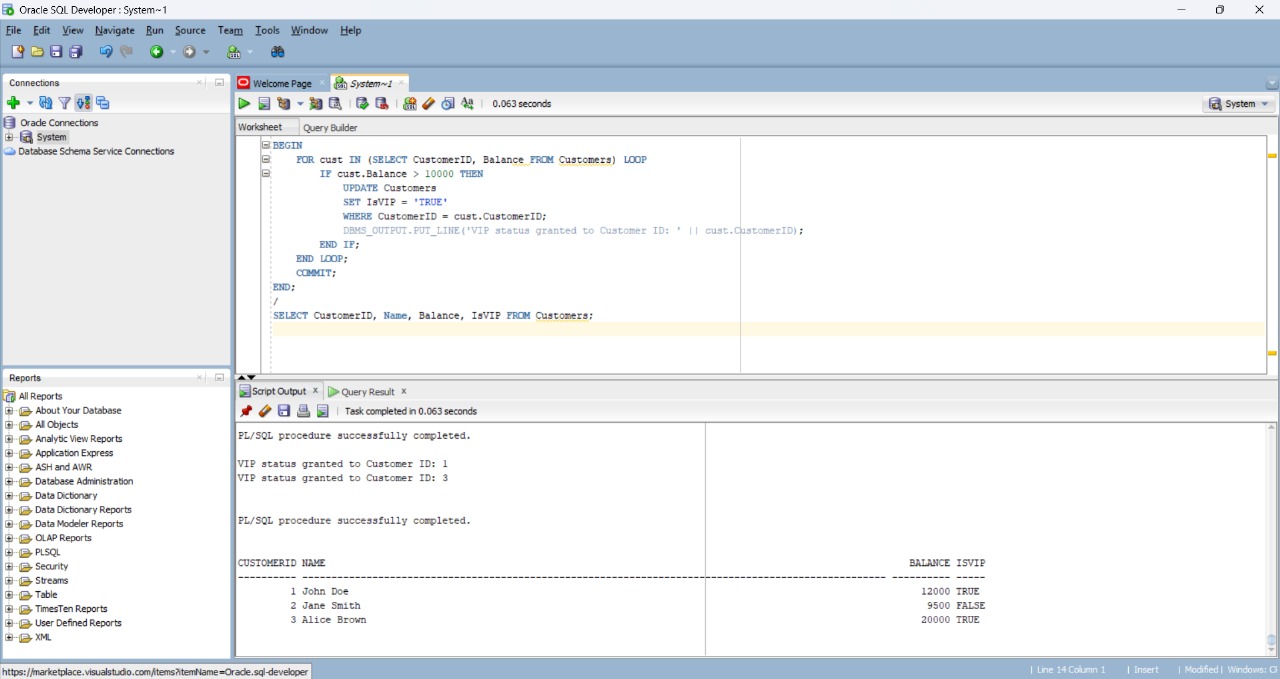 Oracle SQL Developer : System~1
File Edit View Navigate Run Source Team Tools Window Help
Connections
Oracle Connections
System
Database Schema Service Connections
Reports
All Reports
About Your Database
All Objects
Analytic View Reports
Application Express
ASH and AWR
Database Administration
Data Dictionary
Data Dictionary Reports
Data Modeler Reports
OLAP Reports
PLSQL
Security
Streams
Table
TimesTen Reports
User Defined Reports
XML
Welcome Page System~1
0.063 seconds System
Worksheet Query Builder
BEGIN
FOR cust IN (SELECT CustomerID, Balance FROM Customers) LOOP
IF cust.Balance > 10000 THEN
UPDATE Customers
SET IsVIP = 'TRUE'
WHERE CustomerID = cust.CustomerID;
DBMS_OUTPUT.PUT_LINE('VIP status granted to Customer ID: ' || cust.CustomerID);
END IF;
END LOOP;
COMMIT;
END;
/
SELECT CustomerID, Name, Balance, IsVIP FROM Customers;
Script Output x Query Result x
Task completed in 0.063 seconds
PL/SQL procedure successfully completed.
VIP status granted to Customer ID: 1
VIP status granted to Customer ID: 3
PL/SQL procedure successfully completed.
CUSTOMERID NAME BALANCE ISVIP
1 John Doe 12000 TRUE
2 Jane Smith 9500 FALSE
3 Alice Brown 20000 TRUE
https://marketplace.visualstudio.com/items?itemName=Oracle.sql-developer
Line 14 Column 1 | Insert | Modified | Windows: C